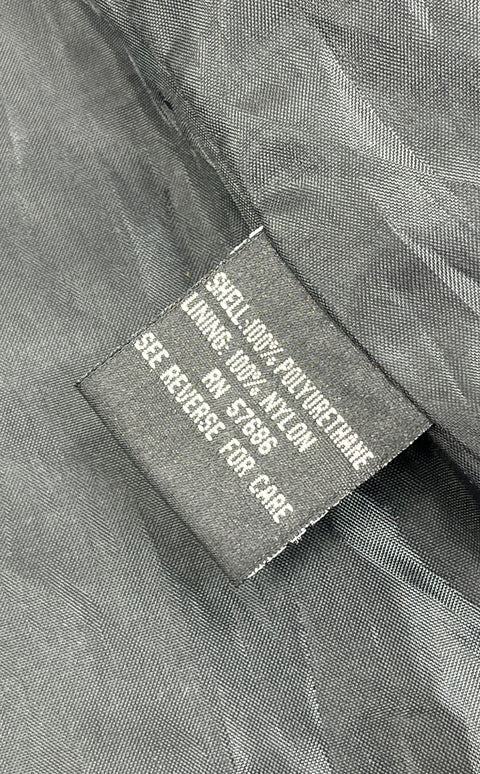 SHELL: 100% POLYURETHANE
LINING: 100% NYLON
RN 57686
SEE REVERSE FOR CARE